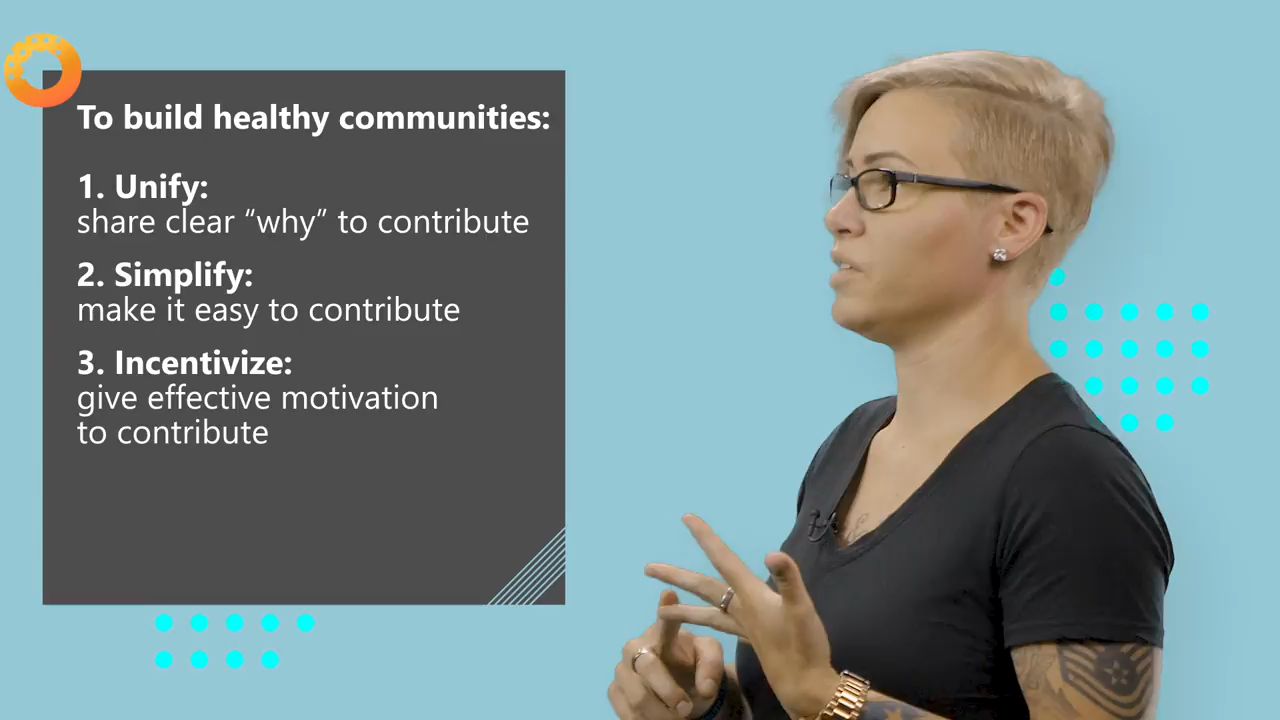 To build healthy communities:
1. Unify:
share clear “why” to contribute
2. Simplify:
make it easy to contribute
3. Incentivize:
give effective motivation
to contribute